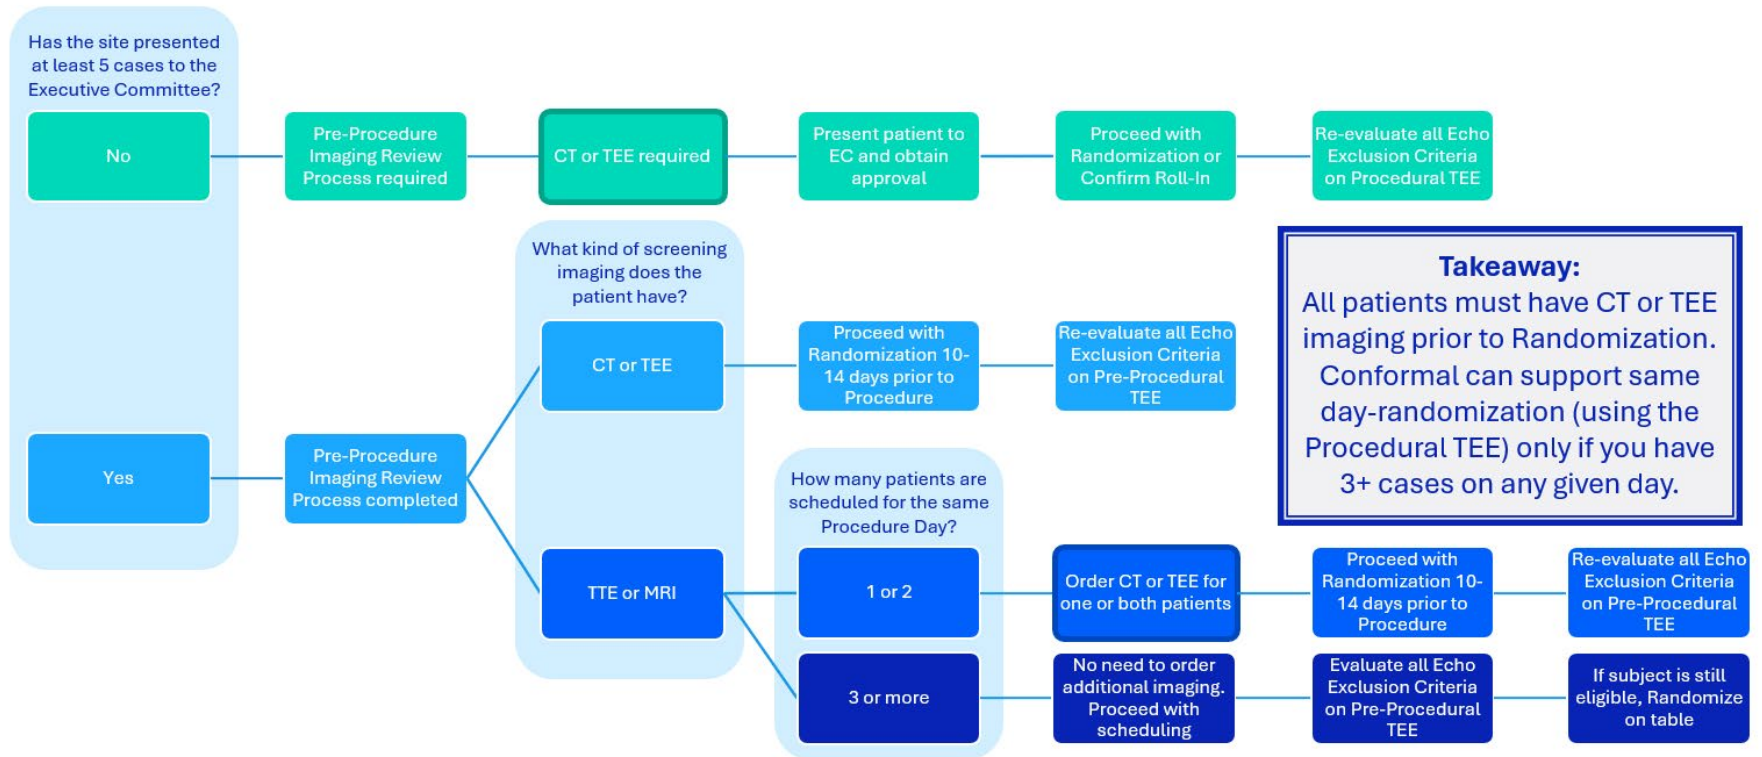 Has the site presented
at least 5 cases to the
Executive Committee?
No
Pre-Procedure
Imaging Review
Process required
CT or TEE required
Present patient to
EC and obtain
approval
Proceed with
Randomization or
Confirm Roll-In
Re-evaluate all Echo
Exclusion Criteria
on Procedural TEE
What kind of screening
imaging does the
patient have?
Takeaway:
All patients must have CT or TEE
imaging prior to Randomization.
Conformal can support same
day-randomization (using the
Procedural TEE) only if you have
3+ cases on any given day.
CT or TEE
Proceed with
Randomization 10-
14 days prior to
Procedure
Re-evaluate all Echo
Exclusion Criteria
on Pre-Procedural
TEE
Yes
Pre-Procedure
Imaging Review
Process completed
How many patients are
scheduled for the same
Procedure Day?
TTE or MRI
1 or 2
Order CT or TEE for
one or both patients
Proceed with
Randomization 10-
14 days prior to
Procedure
Re-evaluate all Echo
Exclusion Criteria
on Pre-Procedural
TEE
3 or more
No need to order
additional imaging.
Proceed with
scheduling
Evaluate all Echo
Exclusion Criteria
on Pre-Procedural
TEE
If subject is still
eligible, Randomize
on table